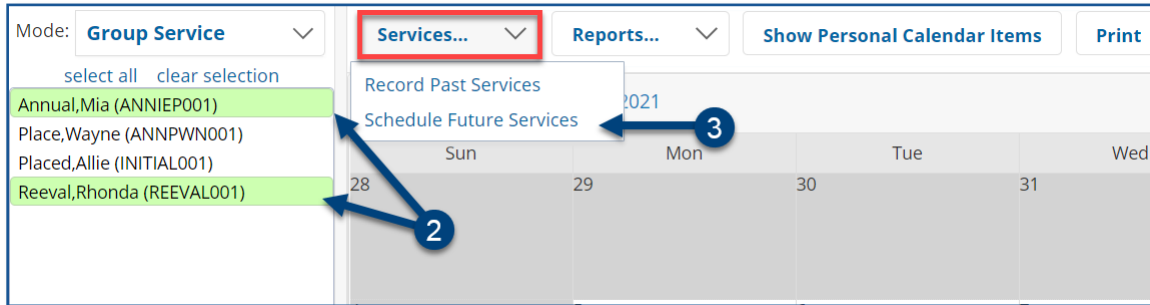 Mode: Group Service
Services... Reports... Show Personal Calendar Items Print
select all clear selection
Record Past Services
Annual,Mia (ANNIEP001)
2021
Schedule Future Services
3
Place,Wayne (ANNPWN001)
Placed,Allie (INITIAL001)
Sun Mon Tue Wed
Reeval,Rhonda (REEVAL001)
28 29 30 31
2